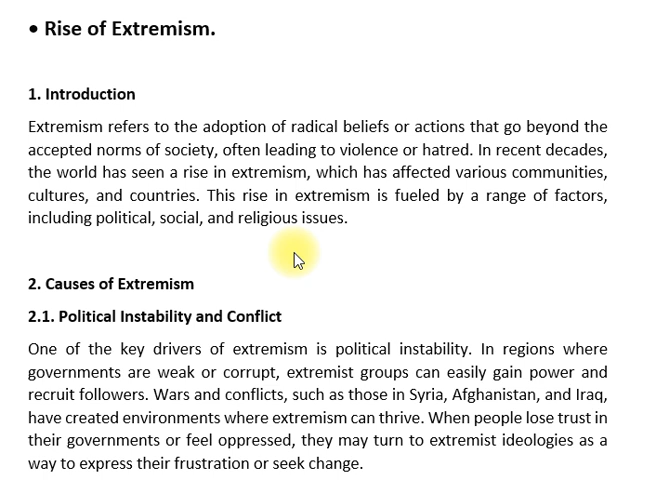 • Rise of Extremism.
1. Introduction
Extremism refers to the adoption of radical beliefs or actions that go beyond the
accepted norms of society, often leading to violence or hatred. In recent decades,
the world has seen a rise in extremism, which has affected various communities,
cultures, and countries. This rise in extremism is fueled by a range of factors,
including political, social, and religious issues.
2. Causes of Extremism
2.1. Political Instability and Conflict
One of the key drivers of extremism is political instability. In regions where
governments are weak or corrupt, extremist groups can easily gain power and
recruit followers. Wars and conflicts, such as those in Syria, Afghanistan, and Iraq,
have created environments where extremism can thrive. When people lose trust in
their governments or feel oppressed, they may turn to extremist ideologies as a
way to express their frustration or seek change.